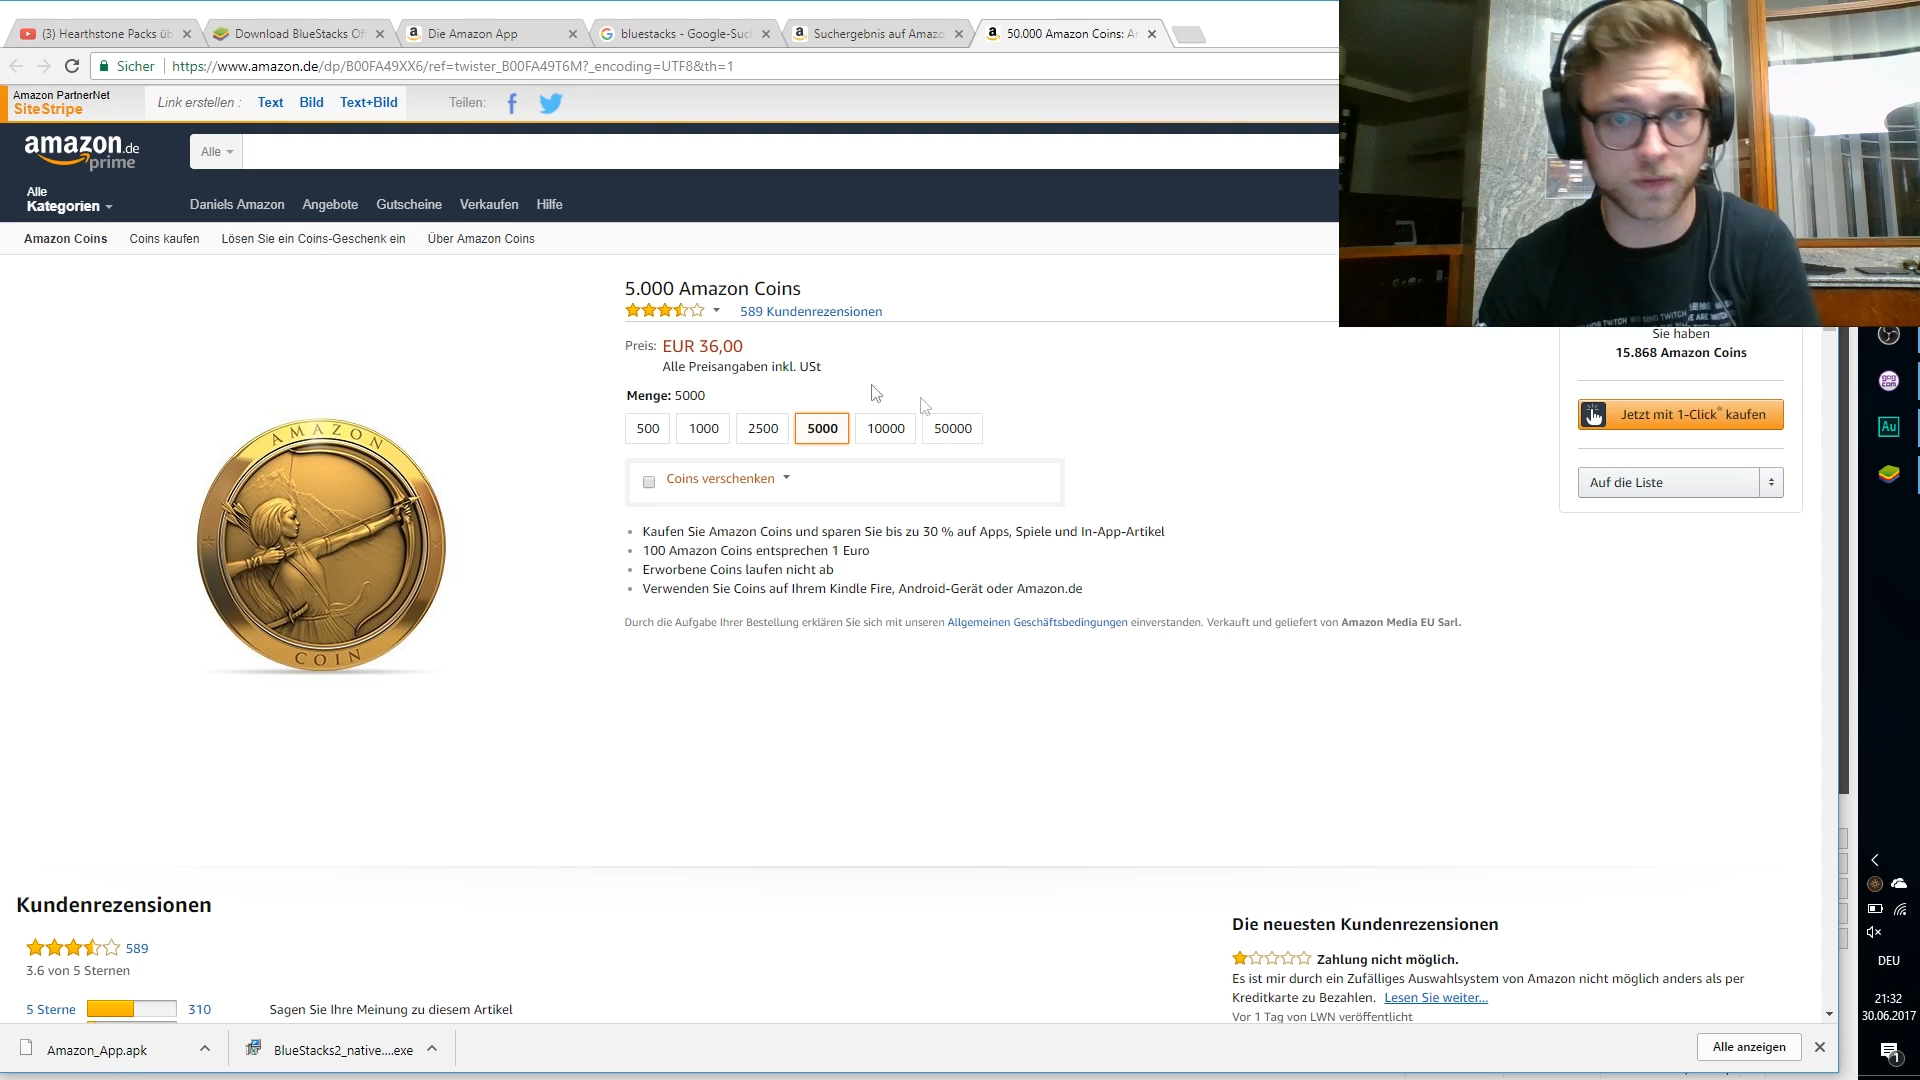 (3) Hearthstone Packs üb
Download BlueStacks Off
Die Amazon App
bluestacks - Google-Suc
Suchergebnis auf Amazo
50.000 Amazon Coins: A
Sicher
https://www.amazon.de/dp/B00FA49XX6/ref=twister_B00FA49T6M?_encoding=UTF8&th=1
Amazon PartnerNet
SiteStripe
Link erstellen :
Text
Bild
Text+Bild
Teilen:
amazon.de
prime
Alle
Alle
Kategorien
Daniels Amazon
Angebote
Gutscheine
Verkaufen
Hilfe
Amazon Coins
Coins kaufen
Lösen Sie ein Coins-Geschenk ein
Über Amazon Coins
5.000 Amazon Coins
589 Kundenrezensionen
Preis: EUR 36,00
Alle Preisangaben inkl. USt
Menge: 5000
500
1000
2500
5000
10000
50000
Coins verschenken
Kaufen Sie Amazon Coins und sparen Sie bis zu 30 % auf Apps, Spiele und In-App-Artikel
100 Amazon Coins entsprechen 1 Euro
Erworbene Coins laufen nicht ab
Verwenden Sie Coins auf Ihrem Kindle Fire, Android-Gerät oder Amazon.de
Durch die Aufgabe Ihrer Bestellung erklären Sie sich mit unseren Allgemeinen Geschäftsbedingungen einverstanden. Verkauft und geliefert von Amazon Media EU Sarl.
AMAZON
COIN
Sie haben
15.868 Amazon Coins
Jetzt mit 1-Click® kaufen
Auf die Liste
gog
com
Au
Kundenrezensionen
589
3.6 von 5 Sternen
5 Sterne
310
Sagen Sie Ihre Meinung zu diesem Artikel
Die neuesten Kundenrezensionen
Zahlung nicht möglich.
Es ist mir durch ein Zufälliges Auswahlsystem von Amazon nicht möglich anders als per
Kreditkarte zu Bezahlen. Lesen Sie weiter...
Vor 1 Tag von LWN veröffentlicht
Amazon_App.apk
BlueStacks2_native....exe
Alle anzeigen
DEU
21:32
30.06.2017
1